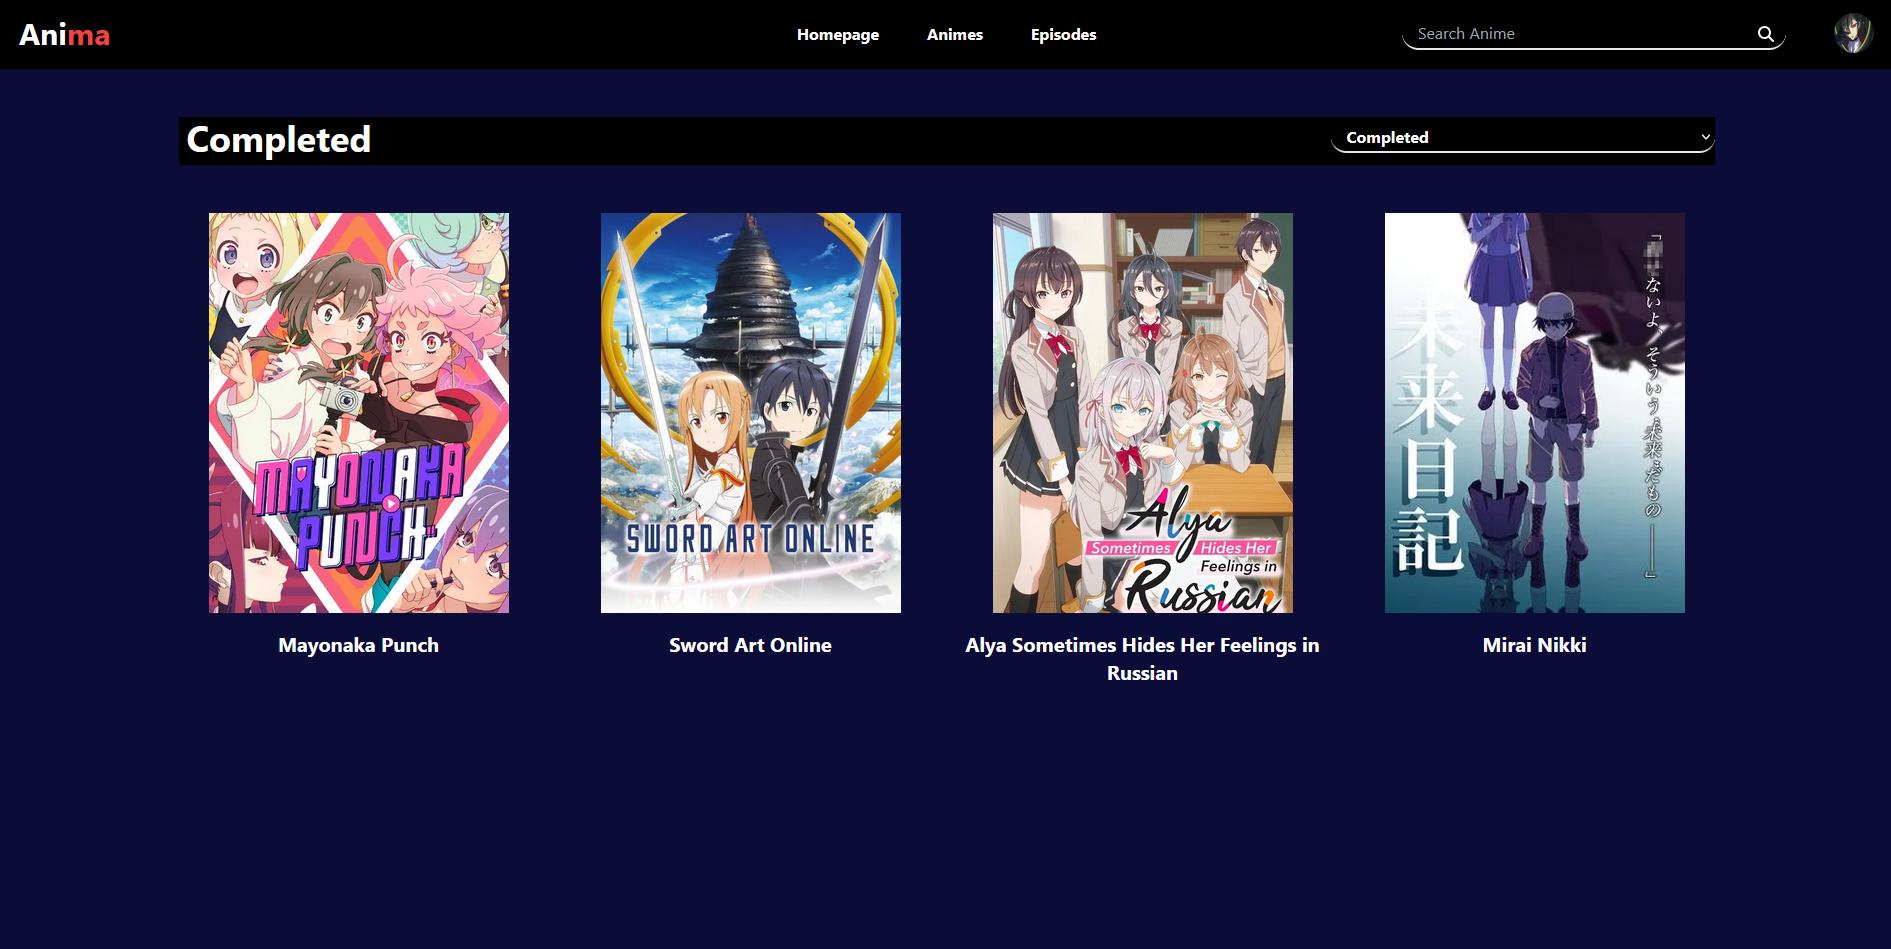 Anima
Homepage
Animes
Episodes
Search Anime
Completed
Completed
MAYONAKA
PUNCH
SWORD ART ONLINE
Alya
Sometimes Hides Her
Feelings in
Russian
ないよ、そういう未来だもの――」
未来日記
Mayonaka Punch
Sword Art Online
Alya Sometimes Hides Her Feelings in
Russian
Mirai Nikki